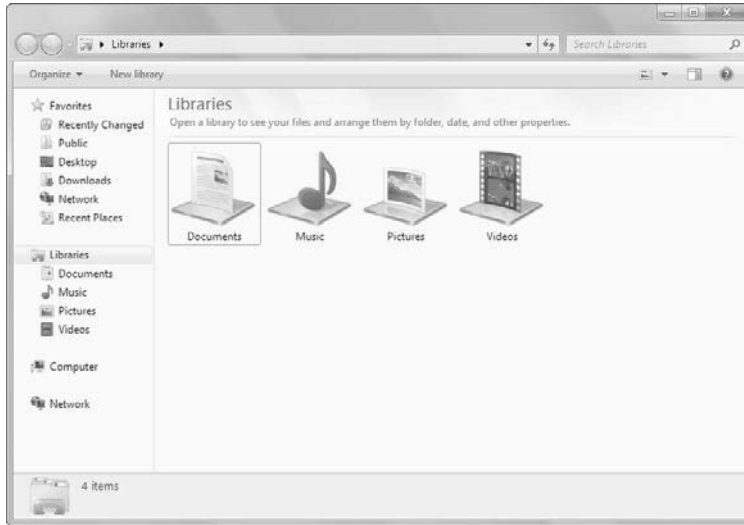 Libraries
Search Libraries
Organize
New library
Favorites
Recently Changed
Public
Desktop
Downloads
Network
Recent Places
Libraries
Documents
Music
Pictures
Videos
Computer
Network
Libraries
Open a library to see your files and arrange them by folder, date, and other properties.
Documents
Music
Pictures
Videos
4 items